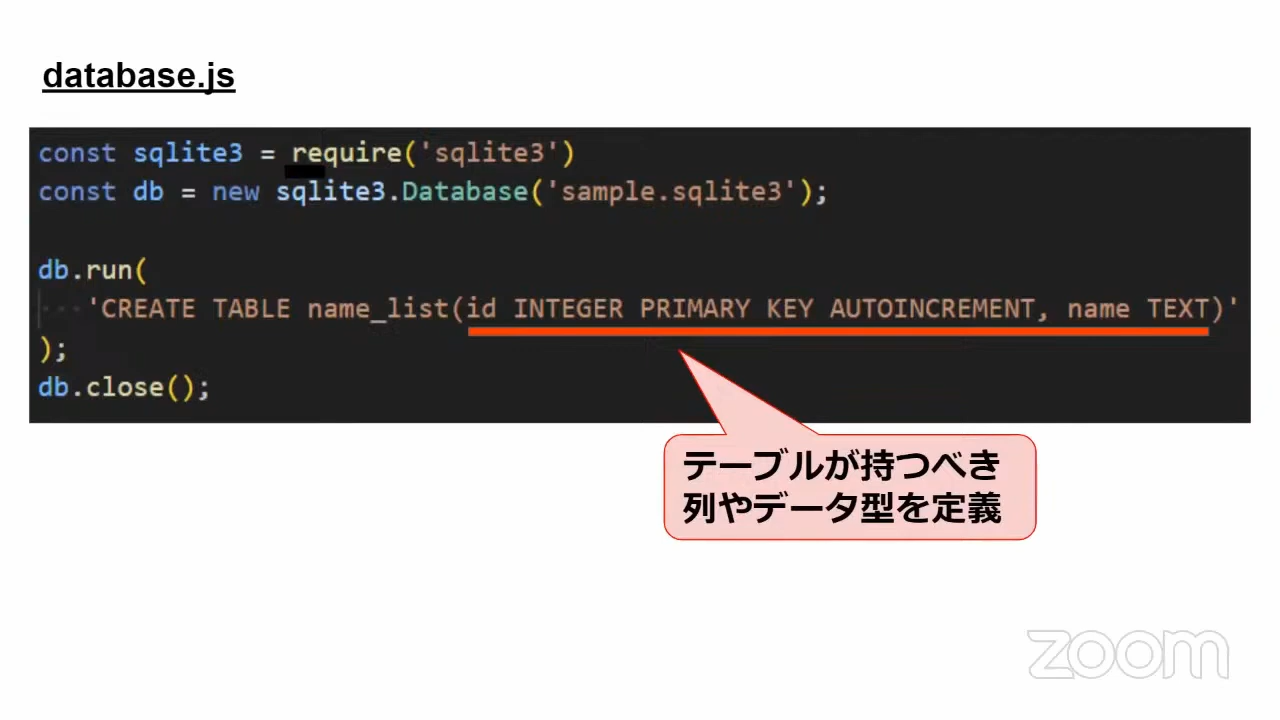 database.js
const sqlite3 = require('sqlite3')
const db = new sqlite3.Database('sample.sqlite3');
db.run(
'CREATE TABLE name_list(id INTEGER PRIMARY KEY AUTOINCREMENT, name TEXT)'
);
db.close();
テーブルが持つべき
列やデータ型を定義
zoom